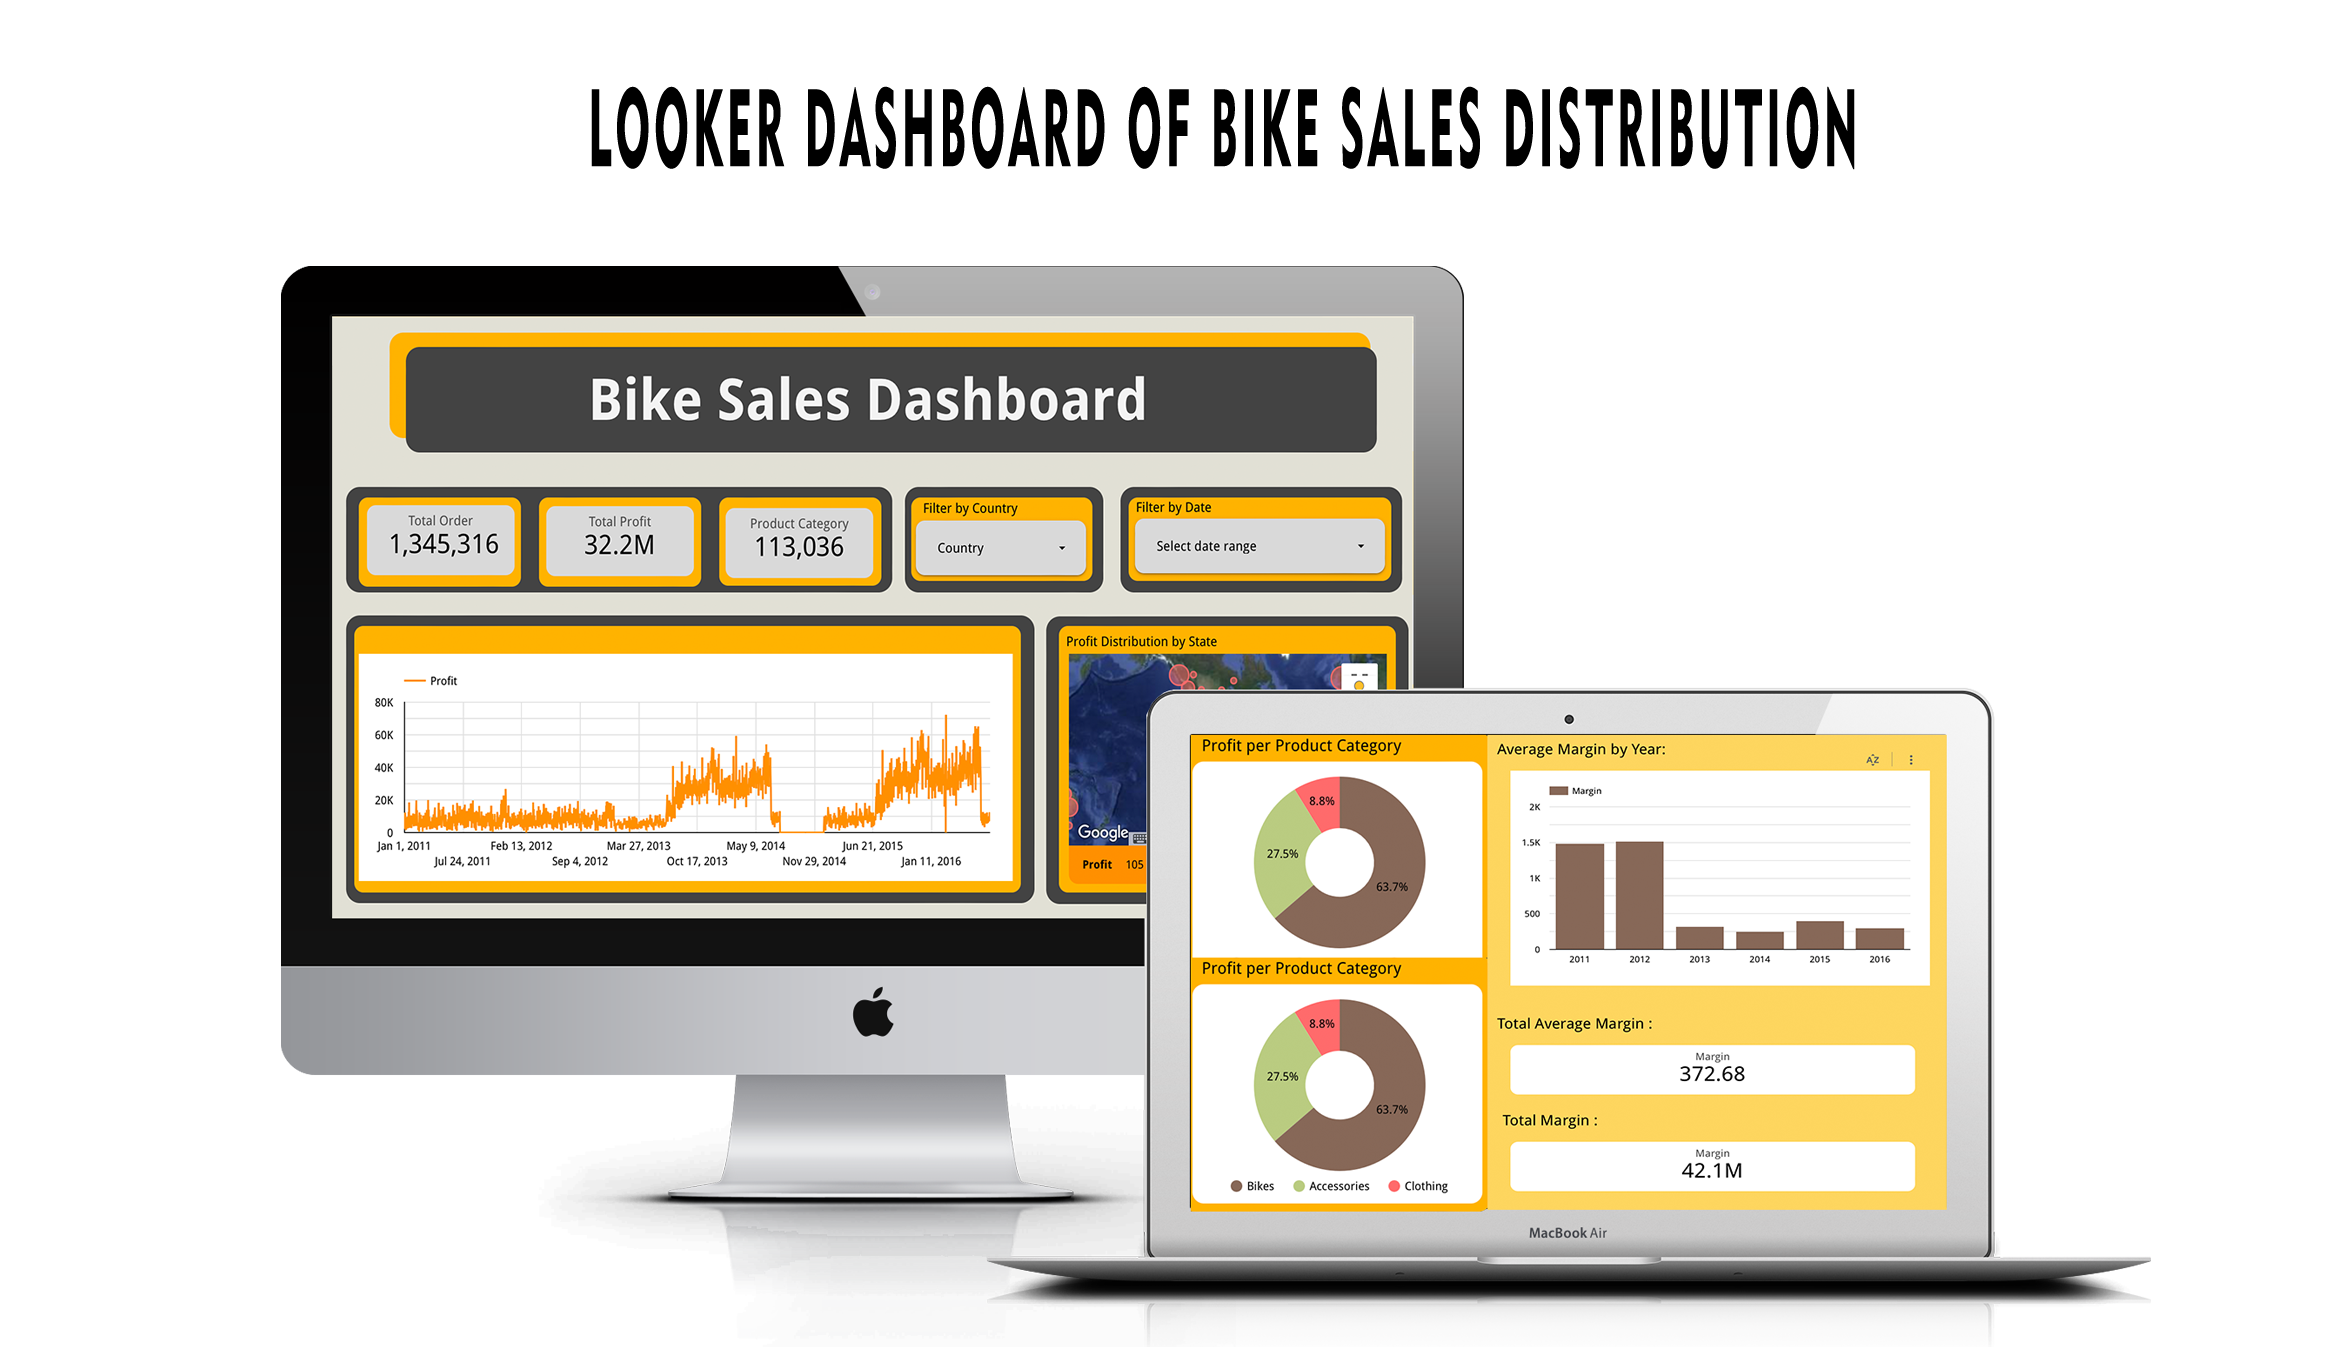 LOOKER DASHBOARD OF BIKE SALES DISTRIBUTION
Bike Sales Dashboard
Total Order
1,345,316
Total Profit
32.2M
Product Category
113,036
Filter by Country
Country
Filter by Date
Select date range
Profit
80K
60K
40K
20K
0
Jan 1, 2011
Jul 24, 2011
Feb 13, 2012
Sep 4, 2012
Mar 27, 2013
Oct 17, 2013
May 9, 2014
Nov 29, 2014
Jun 21, 2015
Jan 11, 2016
Profit Distribution by State
Google
Profit 105
Profit per Product Category
8.8%
27.5%
63.7%
Profit per Product Category
8.8%
27.5%
63.7%
Bikes Accessories Clothing
Average Margin by Year:
AZ
Margin
2K
1.5K
1K
500
0
2011 2012 2013 2014 2015 2016
Total Average Margin :
Margin
372.68
Total Margin :
Margin
42.1M
MacBook Air